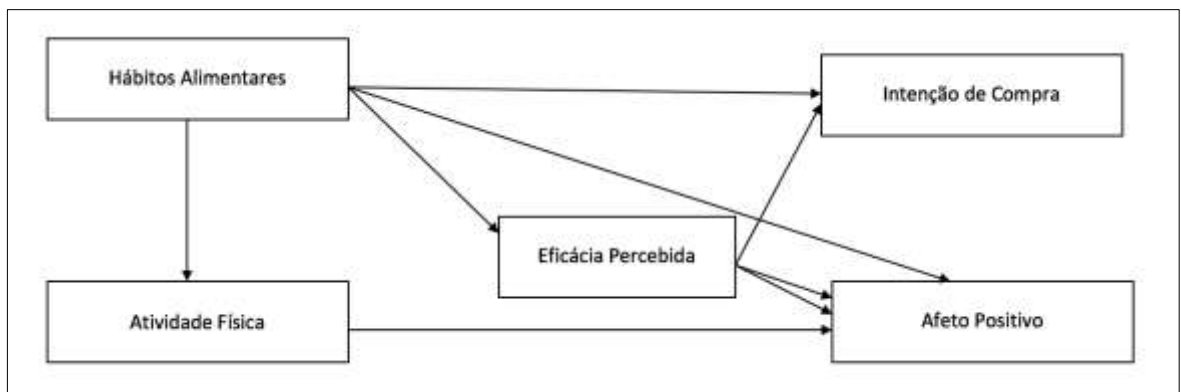 Hábitos Alimentares
Intenção de Compra
Eficácia Percebida
Atividade Física
Afeto Positivo